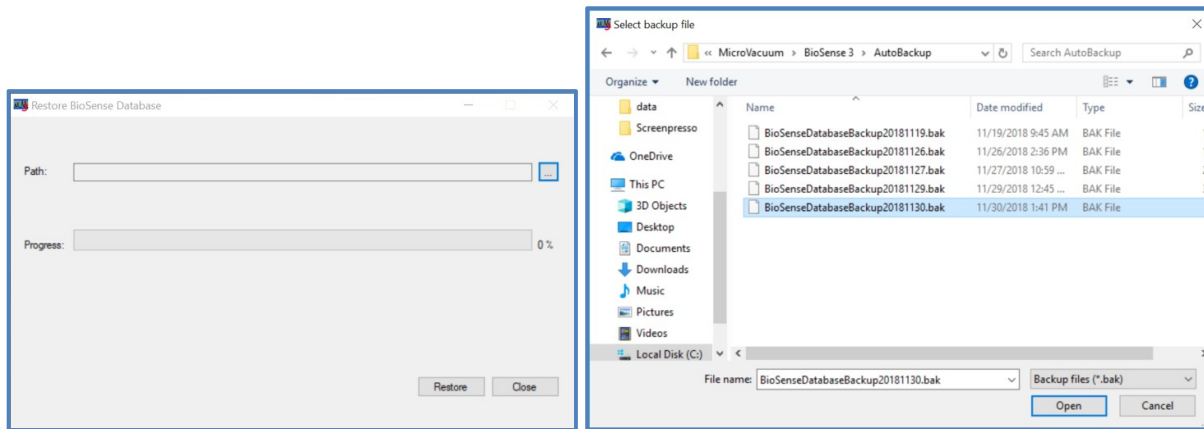 Restore BioSense Database
Path:
...
Progress:
0 %
Restore Close
Select backup file
« MicroVacuum > BioSense 3 > AutoBackup
Search AutoBackup
Organize New folder
data
Screenpresso
OneDrive
This PC
3D Objects
Desktop
Documents
Downloads
Music
Pictures
Videos
Local Disk (C:)
Name Date modified Type Size
BioSenseDatabaseBackup20181119.bak 11/19/2018 9:45 AM BAK File
BioSenseDatabaseBackup20181126.bak 11/26/2018 2:36 PM BAK File
BioSenseDatabaseBackup20181127.bak 11/27/2018 10:59 ... BAK File
BioSenseDatabaseBackup20181129.bak 11/29/2018 12:45 ... BAK File
BioSenseDatabaseBackup20181130.bak 11/30/2018 1:41 PM BAK File
File name: BioSenseDatabaseBackup20181130.bak Backup files (*.bak)
Open Cancel